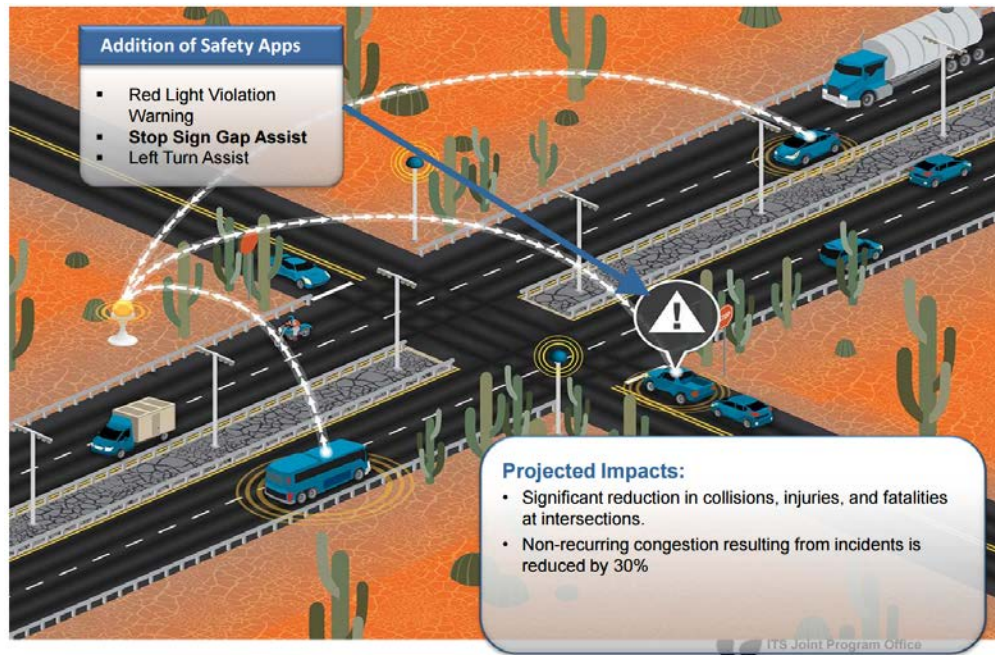 Addition of Safety Apps
▪ Red Light Violation
Warning
▪ Stop Sign Gap Assist
▪ Left Turn Assist
Projected Impacts:
• Significant reduction in collisions, injuries, and fatalities
at intersections.
• Non-recurring congestion resulting from incidents is
reduced by 30%
ITS Joint Program Office